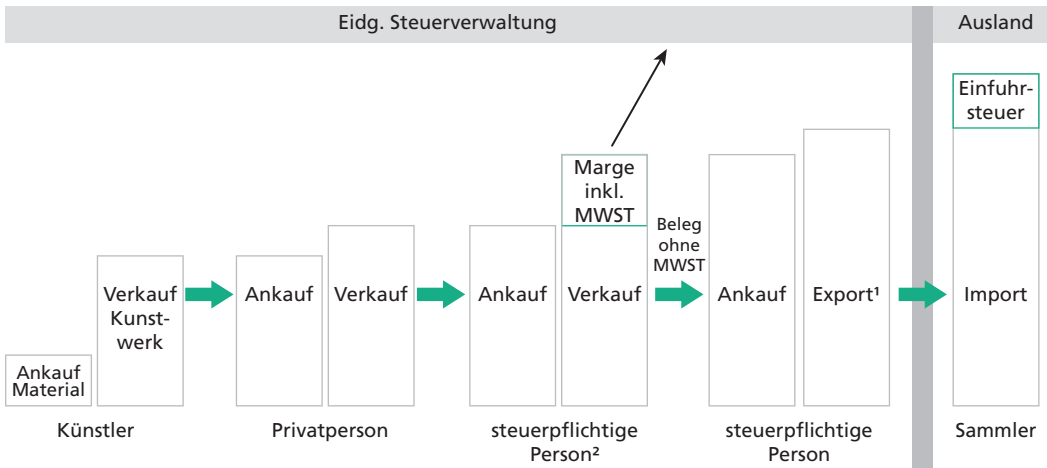 Eidg. Steuerverwaltung
Ausland
Einfuhr-
steuer
Marge
inkl.
MWST
Beleg
ohne
MWST
Verkauf
Kunst-
werk
Ankauf
Verkauf
Ankauf
Verkauf
Ankauf
Export¹
Import
Ankauf
Material
Künstler
Privatperson
steuerpflichtige
Person²
steuerpflichtige
Person
Sammler